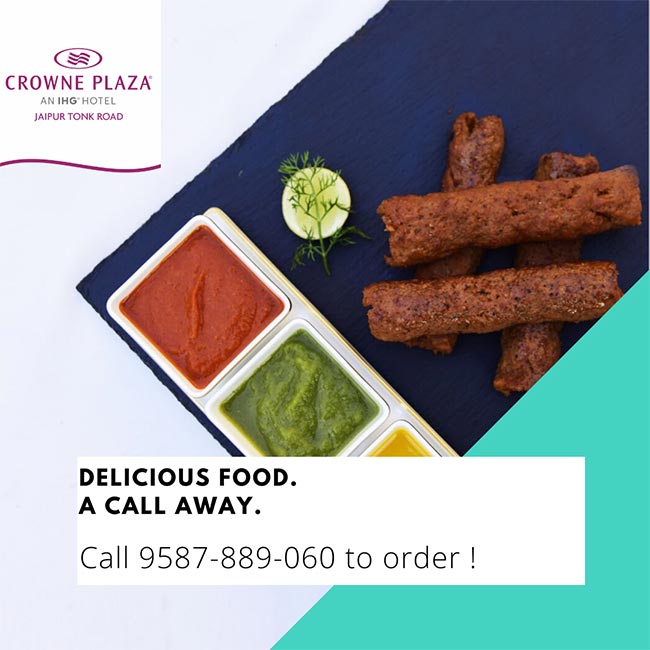 CROWNE PLAZA®
AN IHG® HOTEL
JAIPUR TONK ROAD
DELICIOUS FOOD.
A CALL AWAY.
Call 9587-889-060 to order !